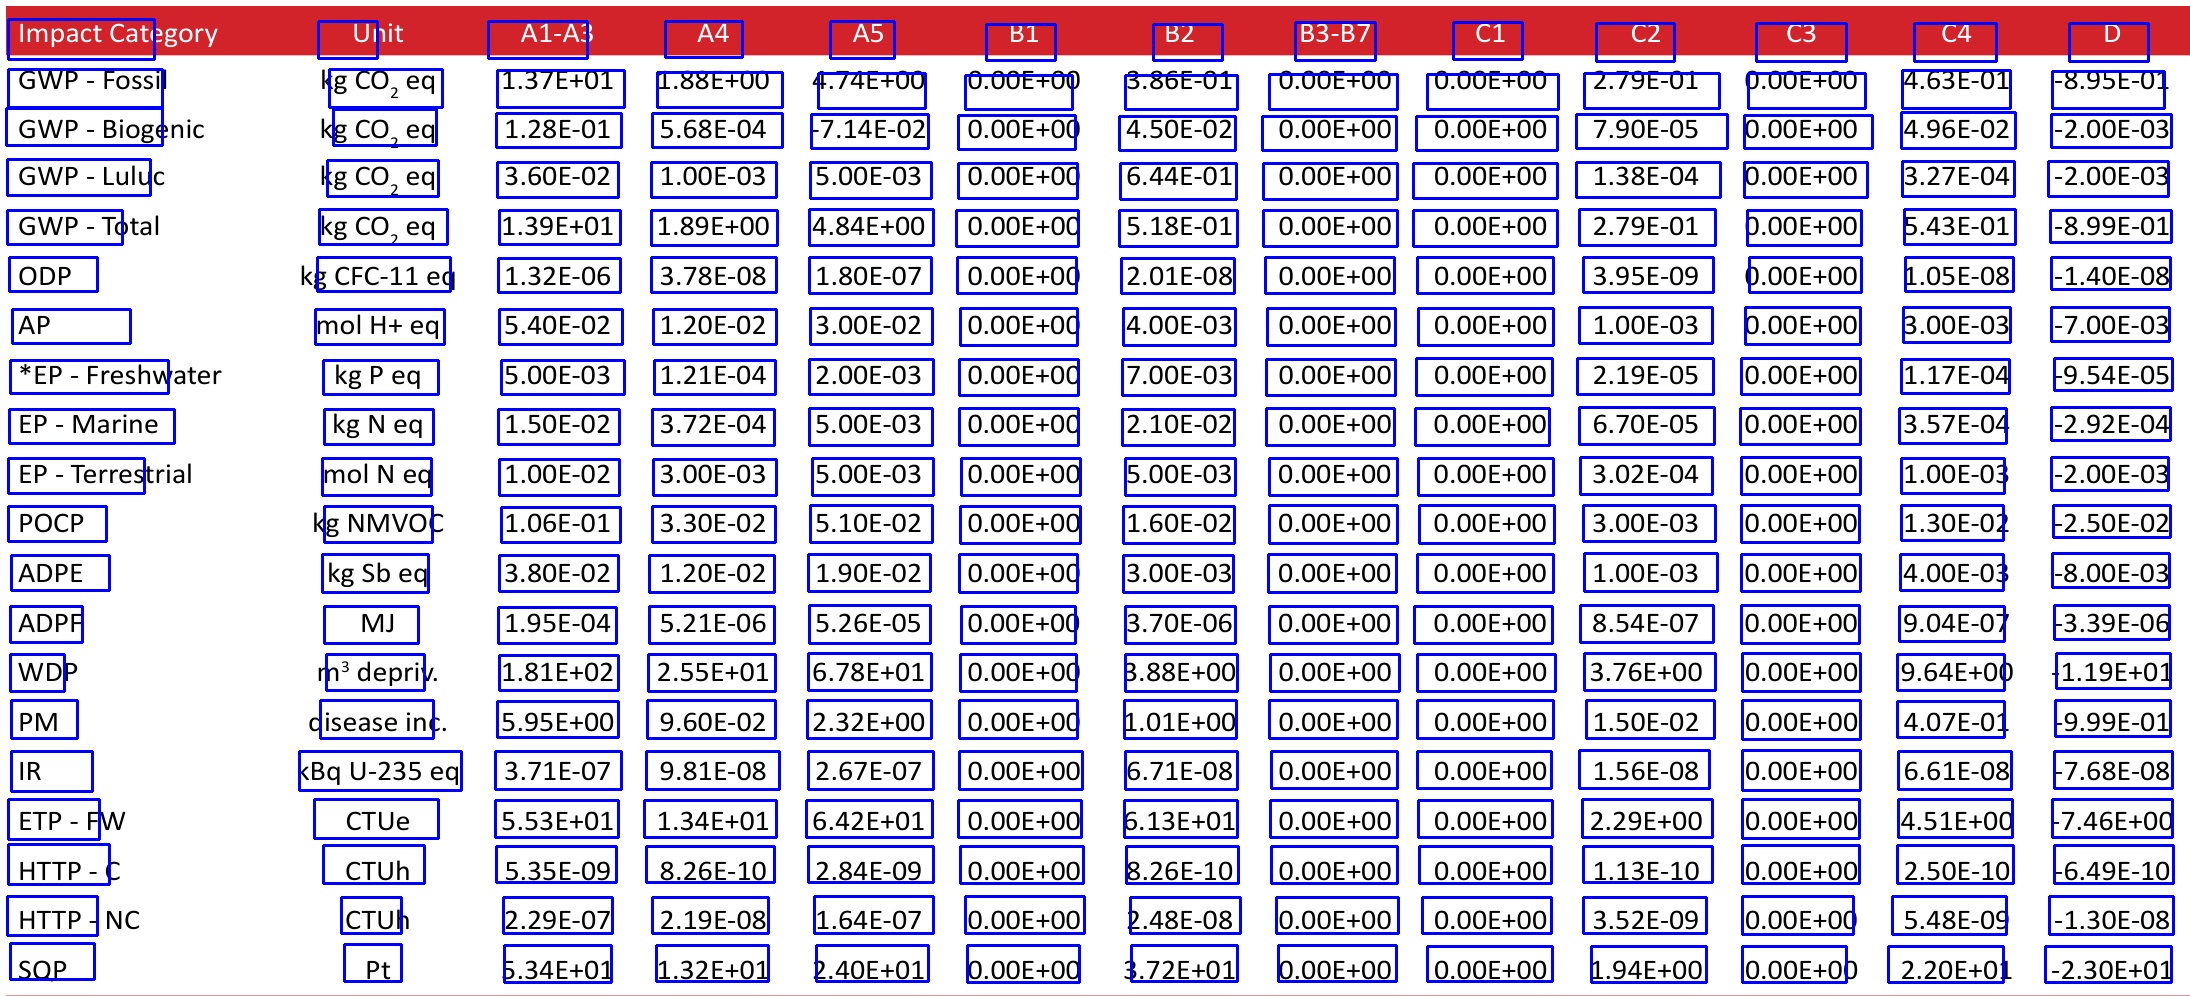 Impact Category Unit A1-A3 A4 A5 B1 B2 B3-B7 C1 C2 C3 C4 D
GWP - Fossil kg CO₂ eq 1.37E+01 1.88E+00 4.74E+00 0.00E+00 3.86E-01 0.00E+00 0.00E+00 2.79E-01 0.00E+00 4.63E-01 -8.95E-01
GWP - Biogenic kg CO₂ eq 1.28E-01 5.68E-04 -7.14E-02 0.00E+00 4.50E-02 0.00E+00 0.00E+00 7.90E-05 0.00E+00 4.96E-02 -2.00E-03
GWP - Luluc kg CO₂ eq 3.60E-02 1.00E-03 5.00E-03 0.00E+00 6.44E-01 0.00E+00 0.00E+00 1.38E-04 0.00E+00 3.27E-04 -2.00E-03
GWP - Total kg CO₂ eq 1.39E+01 1.89E+00 4.84E+00 0.00E+00 5.18E-01 0.00E+00 0.00E+00 2.79E-01 0.00E+00 5.43E-01 -8.99E-01
ODP kg CFC-11 eq 1.32E-06 3.78E-08 1.80E-07 0.00E+00 2.01E-08 0.00E+00 0.00E+00 3.95E-09 0.00E+00 1.05E-08 -1.40E-08
AP mol H+ eq 5.40E-02 1.20E-02 3.00E-02 0.00E+00 4.00E-03 0.00E+00 0.00E+00 1.00E-03 0.00E+00 3.00E-03 -7.00E-03
*EP - Freshwater kg P eq 5.00E-03 1.21E-04 2.00E-03 0.00E+00 7.00E-03 0.00E+00 0.00E+00 2.19E-05 0.00E+00 1.17E-04 -9.54E-05
EP - Marine kg N eq 1.50E-02 3.72E-04 5.00E-03 0.00E+00 2.10E-02 0.00E+00 0.00E+00 6.70E-05 0.00E+00 3.57E-04 -2.92E-04
EP - Terrestrial mol N eq 1.00E-02 3.00E-03 5.00E-03 0.00E+00 5.00E-03 0.00E+00 0.00E+00 3.02E-04 0.00E+00 1.00E-03 -2.00E-03
POCP kg NMVOC 1.06E-01 3.30E-02 5.10E-02 0.00E+00 1.60E-02 0.00E+00 0.00E+00 3.00E-03 0.00E+00 1.30E-02 -2.50E-02
ADPE kg Sb eq 3.80E-02 1.20E-02 1.90E-02 0.00E+00 3.00E-03 0.00E+00 0.00E+00 1.00E-03 0.00E+00 4.00E-03 -8.00E-03
ADPF MJ 1.95E-04 5.21E-06 5.26E-05 0.00E+00 3.70E-06 0.00E+00 0.00E+00 8.54E-07 0.00E+00 9.04E-07 -3.39E-06
WDP m³ depriv. 1.81E+02 2.55E+01 6.78E+01 0.00E+00 3.88E+00 0.00E+00 0.00E+00 3.76E+00 0.00E+00 9.64E+00 -1.19E+01
PM disease inc. 5.95E+00 9.60E-02 2.32E+00 0.00E+00 1.01E+00 0.00E+00 0.00E+00 1.50E-02 0.00E+00 4.07E-01 -9.99E-01
IR kBq U-235 eq 3.71E-07 9.81E-08 2.67E-07 0.00E+00 6.71E-08 0.00E+00 0.00E+00 1.56E-08 0.00E+00 6.61E-08 -7.68E-08
ETP - FW CTUe 5.53E+01 1.34E+01 6.42E+01 0.00E+00 6.13E+01 0.00E+00 0.00E+00 2.29E+00 0.00E+00 4.51E+00 -7.46E+00
HTTP - C CTUh 5.35E-09 8.26E-10 2.84E-09 0.00E+00 8.26E-10 0.00E+00 0.00E+00 1.13E-10 0.00E+00 2.50E-10 -6.49E-10
HTTP - NC CTUh 2.29E-07 2.19E-08 1.64E-07 0.00E+00 2.48E-08 0.00E+00 0.00E+00 3.52E-09 0.00E+00 5.48E-09 -1.30E-08
SQP Pt 5.34E+01 1.32E+01 2.40E+01 0.00E+00 3.72E+01 0.00E+00 0.00E+00 1.94E+00 0.00E+00 2.20E+01 -2.30E+01